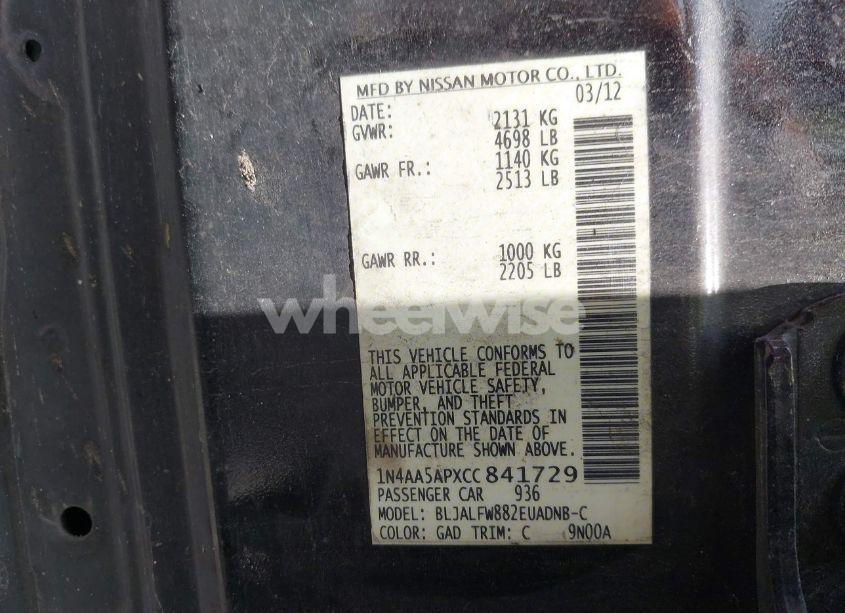 MFD BY NISSAN MOTOR CO., LTD.
DATE: 03/12
GVWR: 2131 KG
4698 LB
GAWR FR.: 1140 KG
2513 LB
GAWR RR.: 1000 KG
2205 LB
wheelwise
THIS VEHICLE CONFORMS TO
ALL APPLICABLE FEDERAL
MOTOR VEHICLE SAFETY,
BUMPER, AND THEFT
PREVENTION STANDARDS IN
EFFECT ON THE DATE OF
MANUFACTURE SHOWN ABOVE.
1N4AA5APXCC841729
PASSENGER CAR 936
MODEL: BLJALFW882EUADNB-C
COLOR: GAD TRIM: C 9N00A